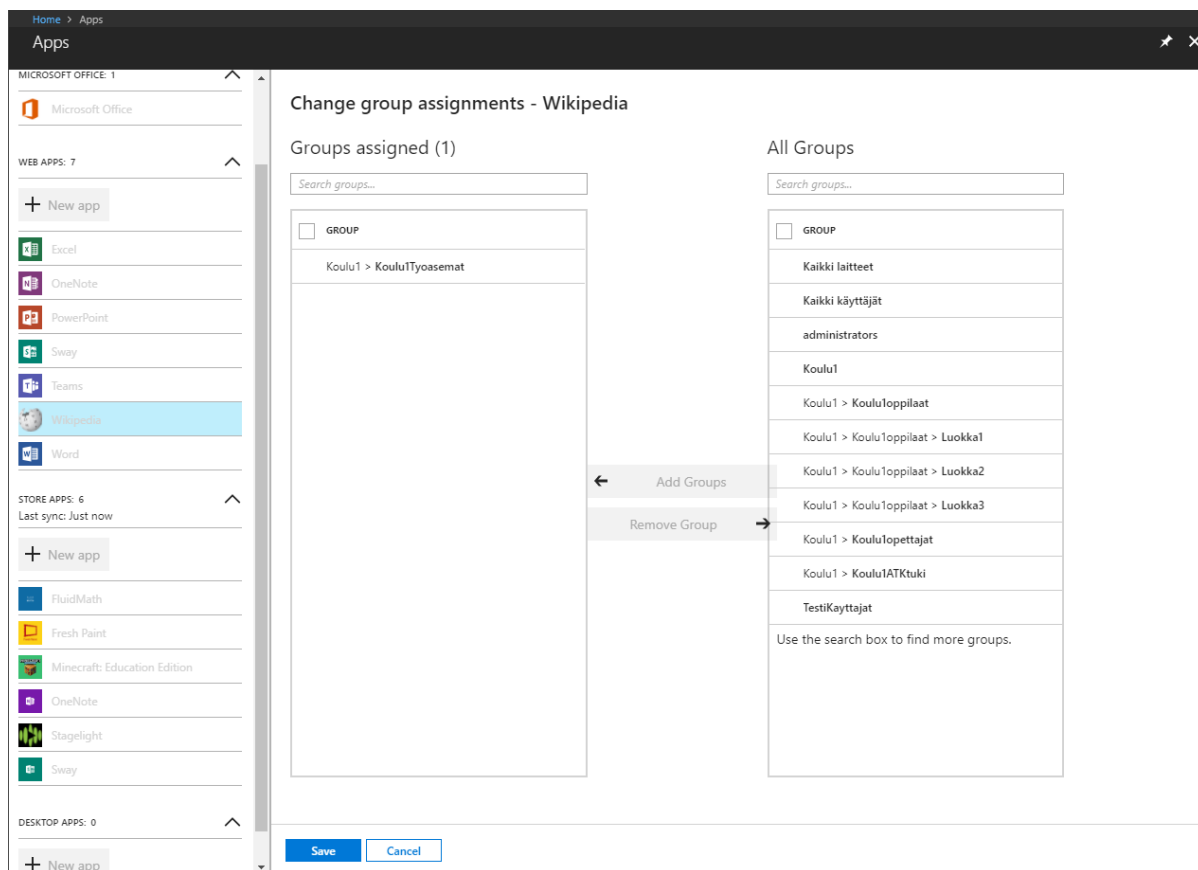 Home > Apps
Apps
MICROSOFT OFFICE: 1
Microsoft Office
WEB APPS: 7
New app
Excel
OneNote
PowerPoint
Sway
Teams
Wikipedia
Word
STORE APPS: 6
Last sync: Just now
New app
FluidMath
Fresh Paint
Minecraft: Education Edition
OneNote
Stagelight
Sway
DESKTOP APPS: 0
New app
Change group assignments - Wikipedia
Groups assigned (1)
Search groups...
GROUP
Koulu1 > Koulu1Tyoasemat
Add Groups
Remove Group
All Groups
Search groups...
GROUP
Kaikki laitteet
Kaikki käyttäjät
administrators
Koulu1
Koulu1 > Koulu1oppilaat
Koulu1 > Koulu1oppilaat > Luokka1
Koulu1 > Koulu1oppilaat > Luokka2
Koulu1 > Koulu1oppilaat > Luokka3
Koulu1 > Koulu1opettajat
Koulu1 > Koulu1ATKtuki
TestiKayttajat
Use the search box to find more groups.
Save
Cancel